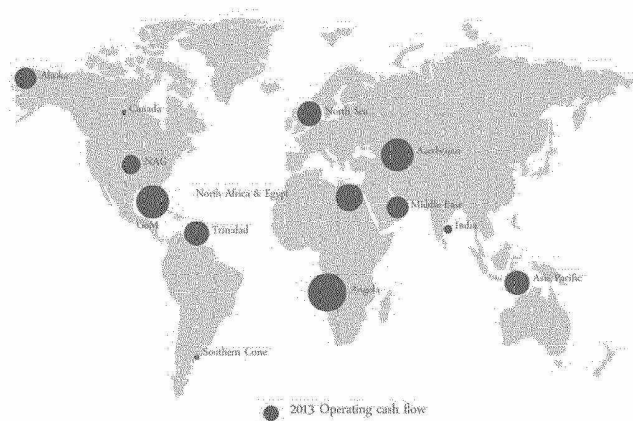 Alaska
Canada
North Sea
NAG
Azerbaijan
North Africa & Egypt
Middle East
GoM
Trinidad
India
Angola
Asia Pacific
Southern Cone
2013 Operating cash flow